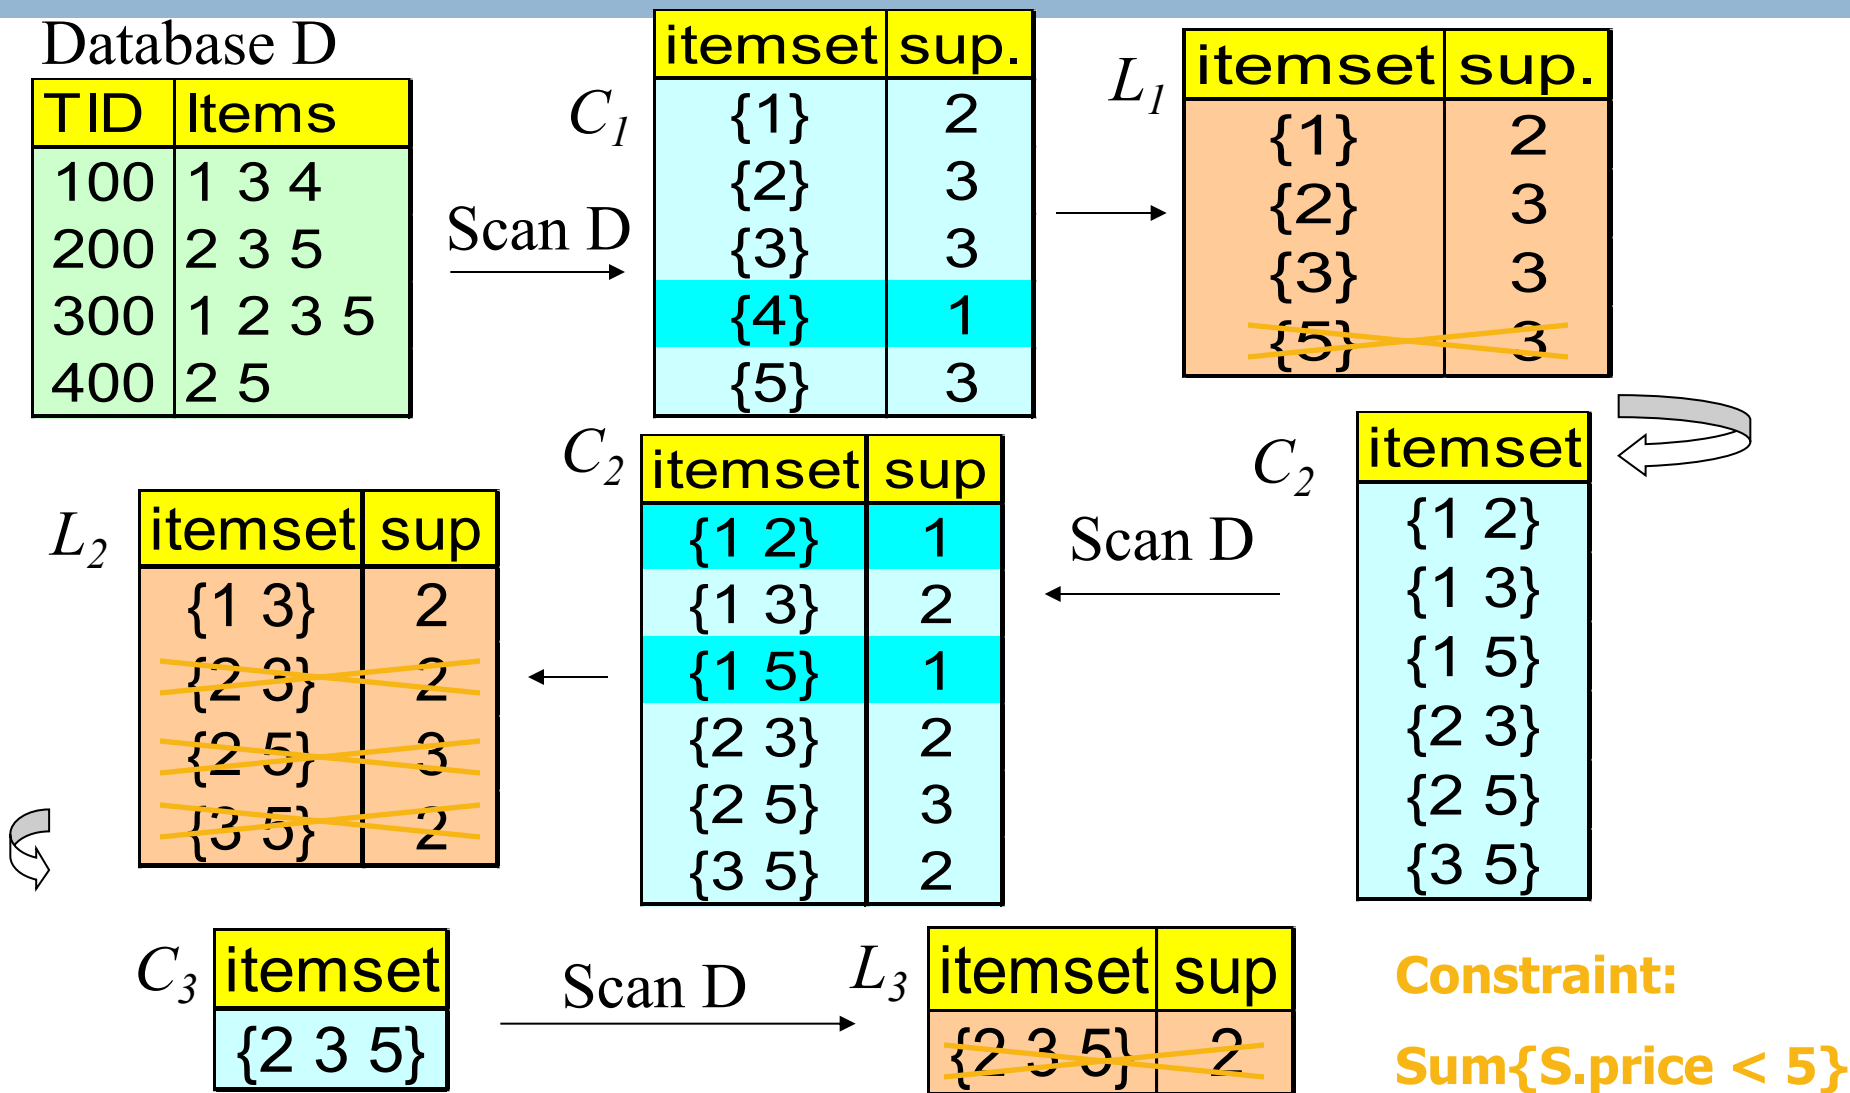 Database D
TID Items
100 1 3 4
200 2 3 5
300 1 2 3 5
400 2 5
Scan D
C1
itemset sup.
{1} 2
{2} 3
{3} 3
{4} 1
{5} 3
L1
itemset sup.
{1} 2
{2} 3
{3} 3
{5} 3
C2
itemset
{1 2}
{1 3}
{1 5}
{2 3}
{2 5}
{3 5}
Scan D
C2
itemset sup
{1 2} 1
{1 3} 2
{1 5} 1
{2 3} 2
{2 5} 3
{3 5} 2
L2
itemset sup
{1 3} 2
{2 3} 2
{2 5} 3
{3 5} 2
C3
itemset
{2 3 5}
Scan D
L3
itemset sup
{2 3 5} 2
Constraint:
Sum{S.price < 5}